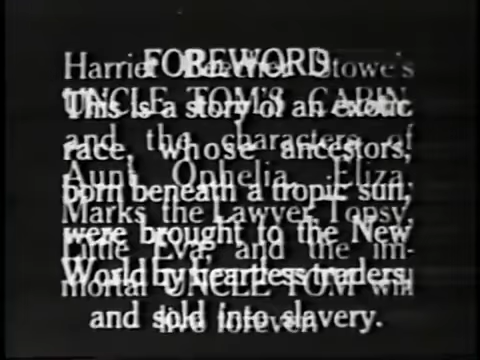 FOREWORD
This is a story of an exotic
race, whose ancestors,
born beneath a tropic sun,
were brought to the New
World by heartless traders,
and sold into slavery.
Harriet Beecher Stowe's
UNCLE TOM'S CABIN,
and the characters of
Aunt Ophelia, Eliza,
Marks the Lawyer, Topsy,
Little Eva, and the im-
mortal UNCLE TOM will
live forever.